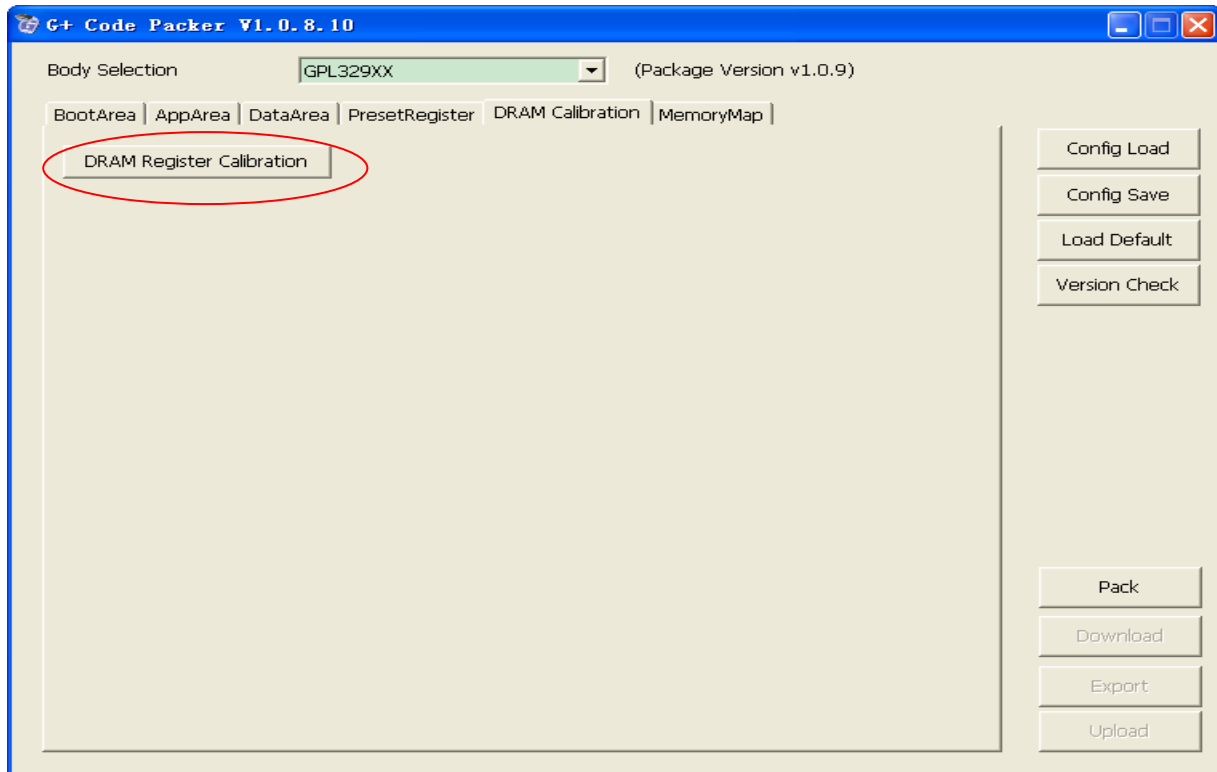 G+ Code Packer V1.0.8.10
Body Selection GPL329XX (Package Version v1.0.9)
BootArea AppArea DataArea PresetRegister DRAM Calibration MemoryMap
DRAM Register Calibration
Config Load
Config Save
Load Default
Version Check
Pack
Download
Export
Upload